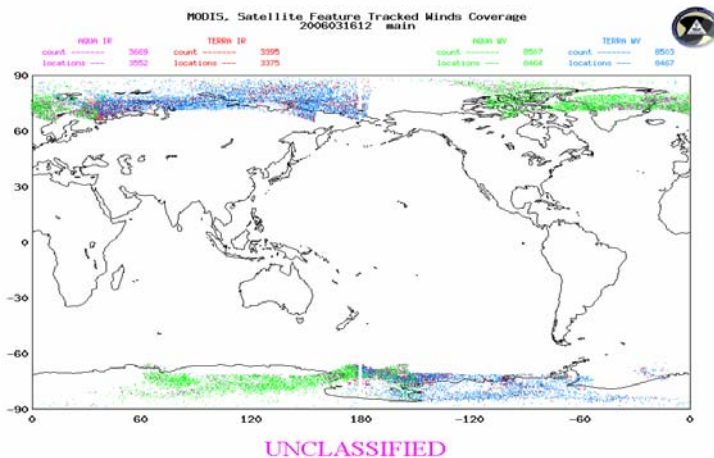 MODIS, Satellite Feature Tracked Winds Coverage
2006031612 main
AQUA IR TERRA IR AQUA WV TERRA WV
count ------- 3669 count ------- 3395 count ------- 8507 count ------- 8503
locations --- 3552 locations --- 3375 locations --- 8464 locations --- 8467
90
60
30
0
-30
-60
-90
0 60 120 180 -120 -60 0
UNCLASSIFIED